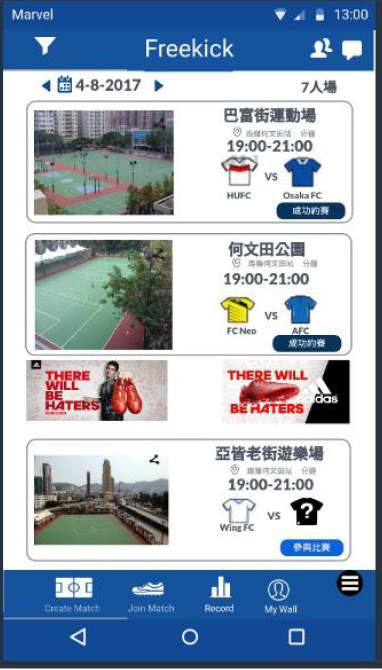 Marvel 13:00
Freekick
4-8-2017 7人場
巴富街運動場
距離何文田站 分鐘
19:00-21:00
VS
HUFC Osaka FC
成功約賽
何文田公園
距離何文田站 分鐘
19:00-21:00
VS
FC Neo AFC
成功約賽
THERE
WILL
BE
HATERS
THERE WILL
BE HATERS
adidas
亞皆老街遊樂場
距離何文田站 分鐘
19:00-21:00
VS ?
Wing FC
參與比賽
Create Match Join Match Record My Wall